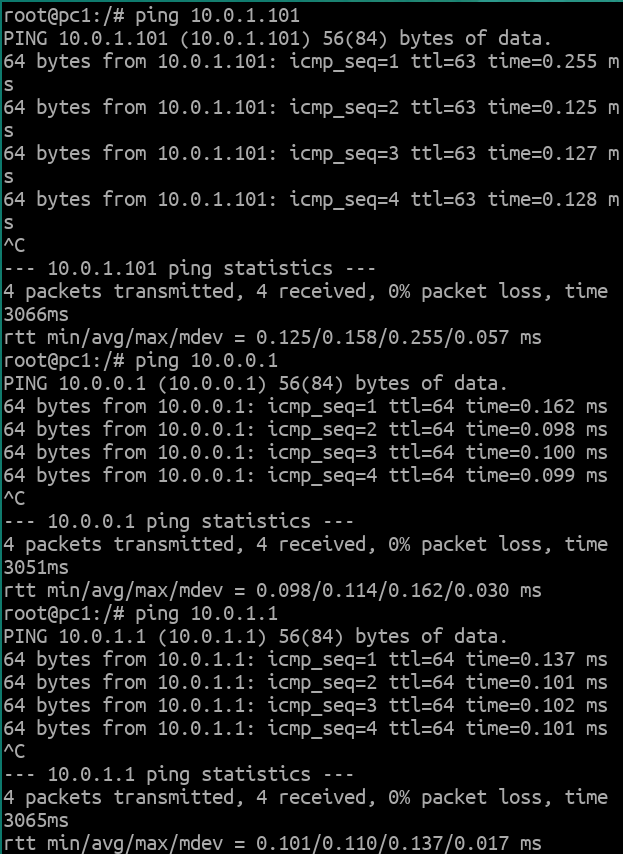 root@pc1:/# ping 10.0.1.101
PING 10.0.1.101 (10.0.1.101) 56(84) bytes of data.
64 bytes from 10.0.1.101: icmp_seq=1 ttl=63 time=0.255 m
s
64 bytes from 10.0.1.101: icmp_seq=2 ttl=63 time=0.125 m
s
64 bytes from 10.0.1.101: icmp_seq=3 ttl=63 time=0.127 m
s
64 bytes from 10.0.1.101: icmp_seq=4 ttl=63 time=0.128 m
s
^C
--- 10.0.1.101 ping statistics ---
4 packets transmitted, 4 received, 0% packet loss, time
3066ms
rtt min/avg/max/mdev = 0.125/0.158/0.255/0.057 ms
root@pc1:/# ping 10.0.0.1
PING 10.0.0.1 (10.0.0.1) 56(84) bytes of data.
64 bytes from 10.0.0.1: icmp_seq=1 ttl=64 time=0.162 ms
64 bytes from 10.0.0.1: icmp_seq=2 ttl=64 time=0.098 ms
64 bytes from 10.0.0.1: icmp_seq=3 ttl=64 time=0.100 ms
64 bytes from 10.0.0.1: icmp_seq=4 ttl=64 time=0.099 ms
^C
--- 10.0.0.1 ping statistics ---
4 packets transmitted, 4 received, 0% packet loss, time
3051ms
rtt min/avg/max/mdev = 0.098/0.114/0.162/0.030 ms
root@pc1:/# ping 10.0.1.1
PING 10.0.1.1 (10.0.1.1) 56(84) bytes of data.
64 bytes from 10.0.1.1: icmp_seq=1 ttl=64 time=0.137 ms
64 bytes from 10.0.1.1: icmp_seq=2 ttl=64 time=0.101 ms
64 bytes from 10.0.1.1: icmp_seq=3 ttl=64 time=0.102 ms
64 bytes from 10.0.1.1: icmp_seq=4 ttl=64 time=0.101 ms
^C
--- 10.0.1.1 ping statistics ---
4 packets transmitted, 4 received, 0% packet loss, time
3065ms
rtt min/avg/max/mdev = 0.101/0.110/0.137/0.017 ms